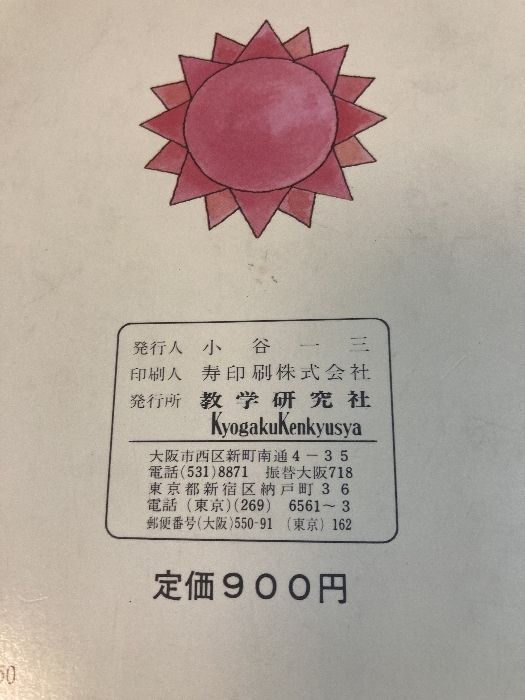 発行人 小谷一三
印刷人 寿印刷株式会社
発行所 教学研究社
KyogakuKenkyusya
大阪市西区新町南通4-35
電話(531)8871 振替大阪718
東京都新宿区納戸町36
電話(東京)(269) 6561~3
郵便番号(大阪)550-91 (東京)162
定価900円